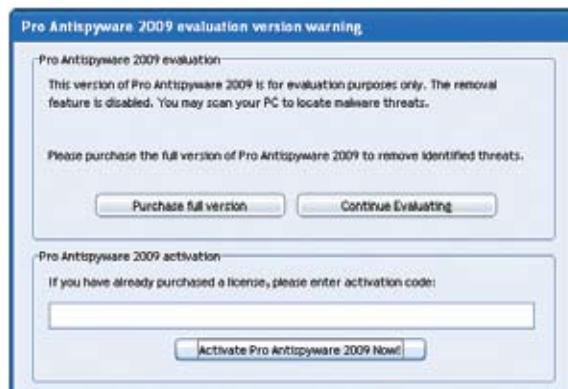 Pro Antispyware 2009 evaluation version warning
Pro Antispyware 2009 evaluation
This version of Pro Antispyware 2009 is for evaluation purposes only. The removal
feature is disabled. You may scan your PC to locate malware threats.
Please purchase the full version of Pro Antispyware 2009 to remove identified threats.
Purchase full version
Continue Evaluating
Pro Antispyware 2009 activation
If you have already purchased a license, please enter activation code:
Activate Pro Antispyware 2009 Now!